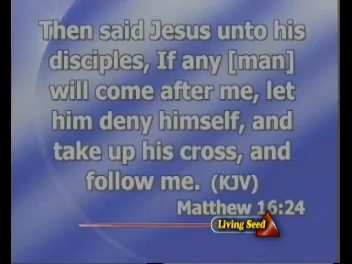 Then said Jesus unto his
disciples, If any [man]
will come after me, let
him deny himself, and
take up his cross, and
follow me. (KJV)
Matthew 16:24
Living Seed